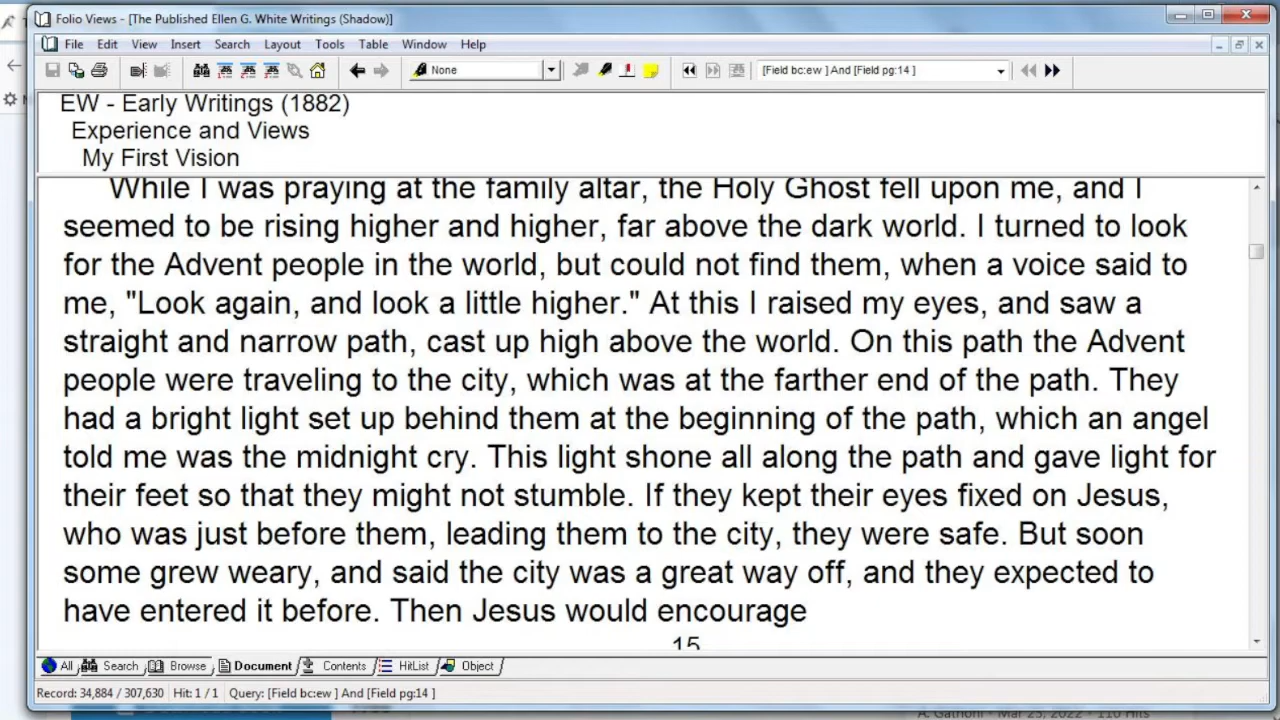 Folio Views - [The Published Ellen G. White Writings (Shadow)]
File Edit View Insert Search Layout Tools Table Window Help
None
[Field bc:ew ] And [Field pg:14 ]
EW - Early Writings (1882)
Experience and Views
My First Vision
While I was praying at the family altar, the Holy Ghost fell upon me, and I
seemed to be rising higher and higher, far above the dark world. I turned to look
for the Advent people in the world, but could not find them, when a voice said to
me, "Look again, and look a little higher." At this I raised my eyes, and saw a
straight and narrow path, cast up high above the world. On this path the Advent
people were traveling to the city, which was at the farther end of the path. They
had a bright light set up behind them at the beginning of the path, which an angel
told me was the midnight cry. This light shone all along the path and gave light for
their feet so that they might not stumble. If they kept their eyes fixed on Jesus,
who was just before them, leading them to the city, they were safe. But soon
some grew weary, and said the city was a great way off, and they expected to
have entered it before. Then Jesus would encourage
15
All Search Browse Document Contents HitList Object
Record: 34,884 / 307,630 Hit: 1 / 1 Query: [Field bc:ew ] And [Field pg:14 ]
A. Gathoni - Mar 25, 2022 - 110 Hits